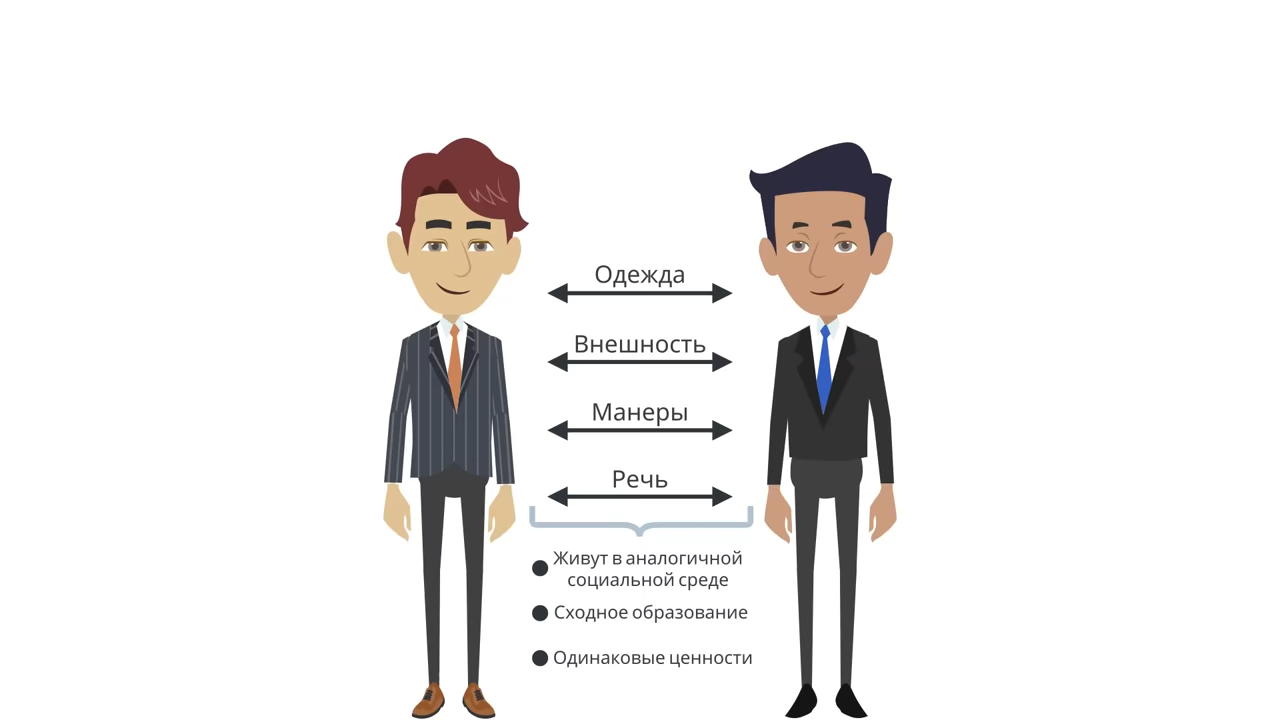 Одежда
Внешность
Манеры
Речь
Живут в аналогичной
социальной среде
Сходное образование
Одинаковые ценности